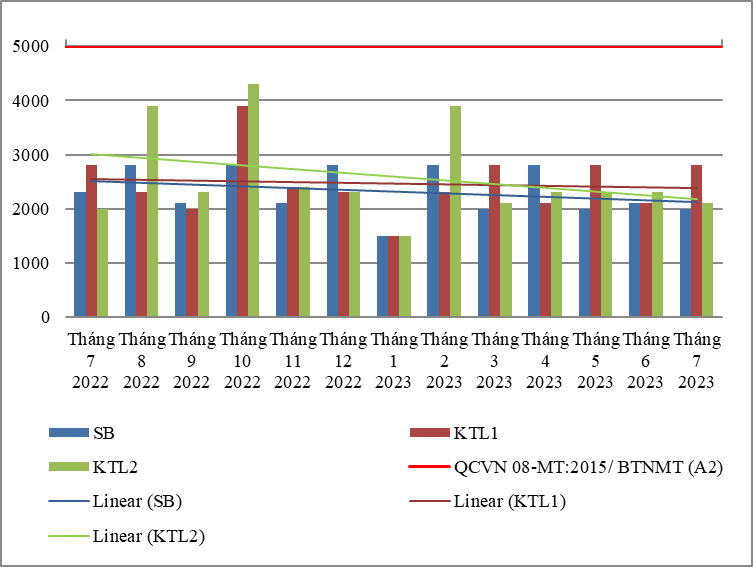 5000
4000
3000
2000
1000
0
Tháng Tháng Tháng Tháng Tháng Tháng Tháng Tháng Tháng Tháng Tháng Tháng Tháng
7 8 9 10 11 12 1 2 3 4 5 6 7
2022 2022 2022 2022 2022 2022 2023 2023 2023 2023 2023 2023 2023
SB KTL1
KTL2 QCVN 08-MT:2015/ BTNMT (A2)
Linear (SB) Linear (KTL1)
Linear (KTL2)